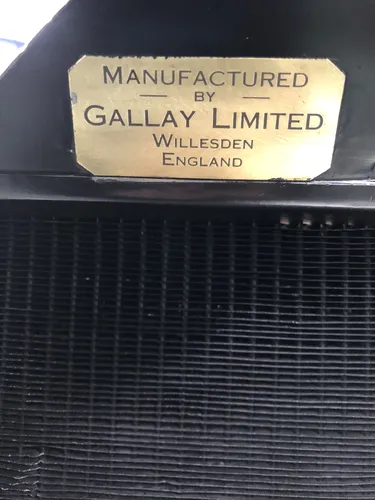 MANUFACTURED
— BY —
GALLAY LIMITED
WILLESDEN
ENGLAND